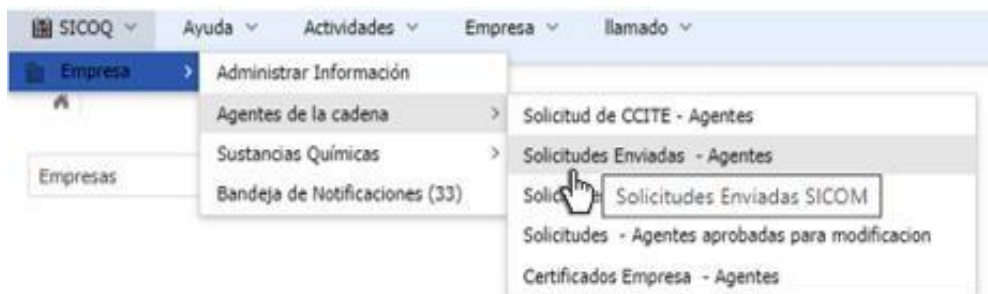 SICOQ Ayuda Actividades Empresa llamado
Empresa
Administrar Información
Agentes de la cadena
Sustancias Químicas
Bandeja de Notificaciones (33)
Empresas
Solicitud de CCITE - Agentes
Solicitudes Enviadas - Agentes
Solicitudes Enviadas SICOM
Solicitudes - Agentes aprobadas para modificacion
Certificados Empresa - Agentes